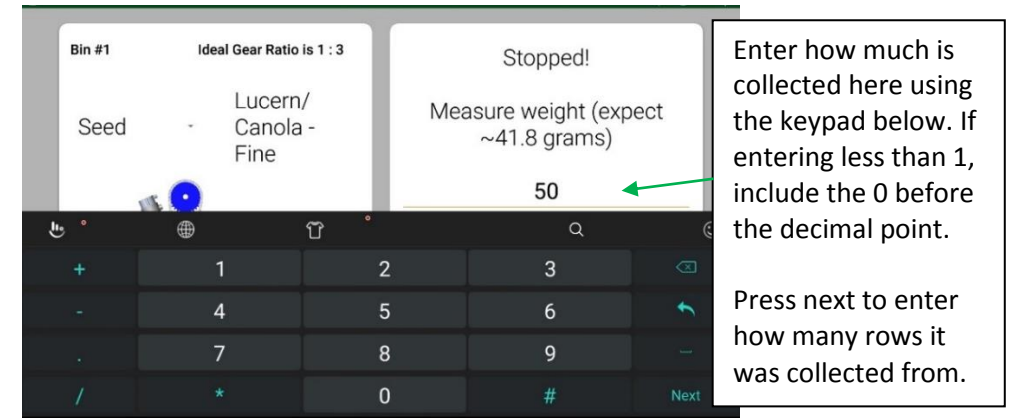 Bin #1
Ideal Gear Ratio is 1 : 3
Seed
-
Lucern/
Canola -
Fine
Stopped!
Measure weight (expect
~41.8 grams)
50
+ 1 2 3
- 4 5 6
. 7 8 9
/ * 0 # Next
Enter how much is
collected here using
the keypad below. If
entering less than 1,
include the 0 before
the decimal point.
Press next to enter
how many rows it
was collected from.